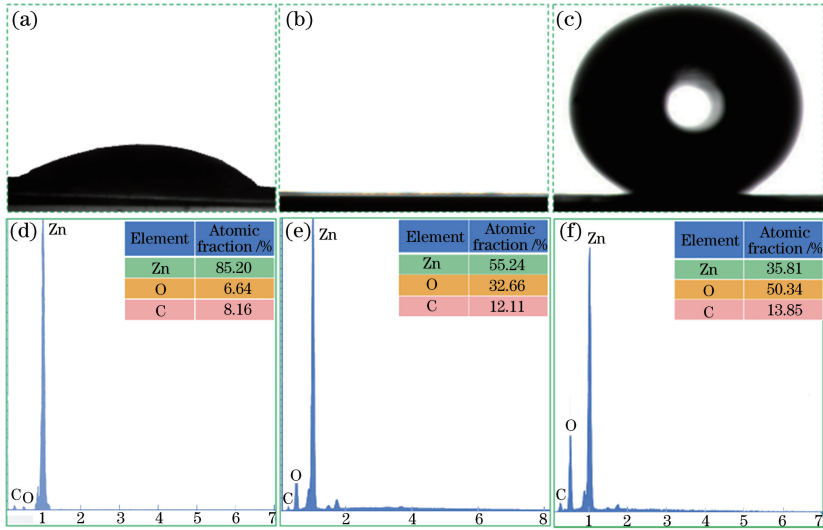 (a)
(b)
(c)
(d)
Zn
Element
Atomic
fraction /%
Zn
85.20
O
6.64
C
8.16
C
O
1
2
3
4
5
6
7
(e)
Zn
Element
Atomic
fraction /%
Zn
55.24
O
32.66
C
12.11
O
C
2
4
6
8
(f)
Zn
Element
Atomic
fraction /%
Zn
35.81
O
50.34
C
13.85
O
C
1
2
3
4
5
6
7